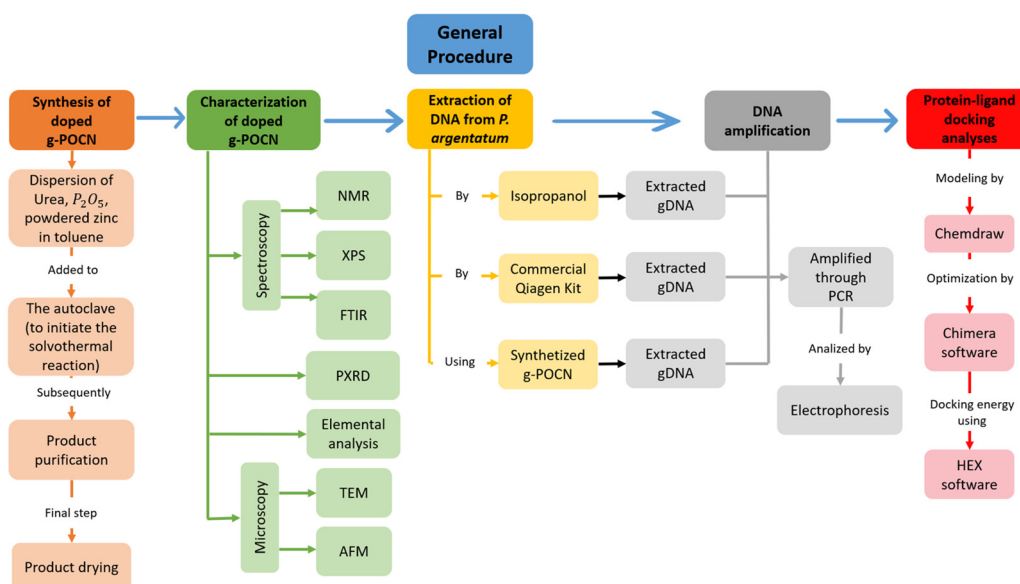 General
Procedure
Synthesis of
doped
g-POCN
Dispersion of
Urea, P₂O₅,
powdered zinc
in toluene
Added to
The autoclave
(to initiate the
solvothermal
reaction)
Subsequently
Product
purification
Final step
Product drying
Characterization
of doped
g-POCN
Spectroscopy
NMR
XPS
FTIR
PXRD
Elemental
analysis
Microscopy
TEM
AFM
Extraction of
DNA from P.
argentatum
By
Isopropanol
Extracted
gDNA
By
Commercial
Qiagen Kit
Extracted
gDNA
Using
Synthetized
g-POCN
Extracted
gDNA
DNA
amplification
Amplified
through
PCR
Analized by
Electrophoresis
Protein-ligand
docking
analyses
Modeling by
Chemdraw
Optimization by
Chimera
software
Docking energy
using
HEX
software